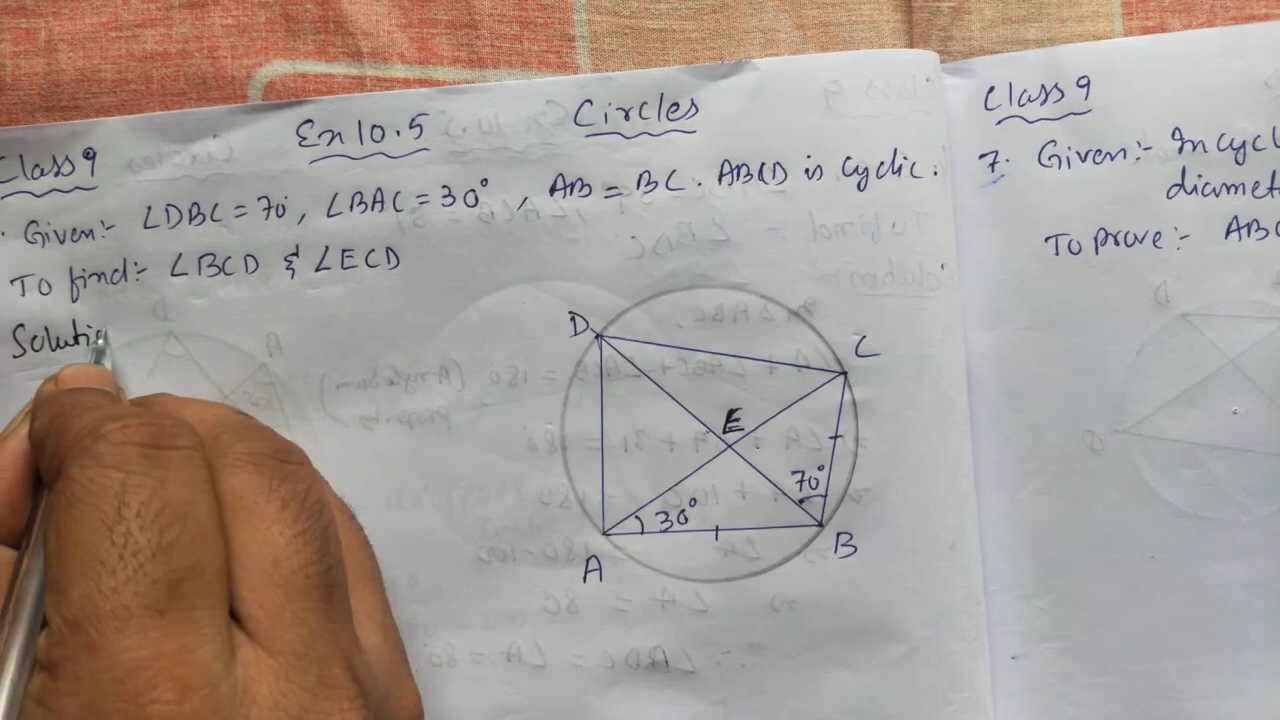 Class 9
Ex 10.5
Circles
Given:- ∠DBC = 70°, ∠BAC = 30°, AB = BC. ABCD is cyclic.
To find:- ∠BCD & ∠ECD
Solutio
D
C
E
70°
30°
A
B
Class 9
7. Given:- In cycl
diamet
To prove:- ABC